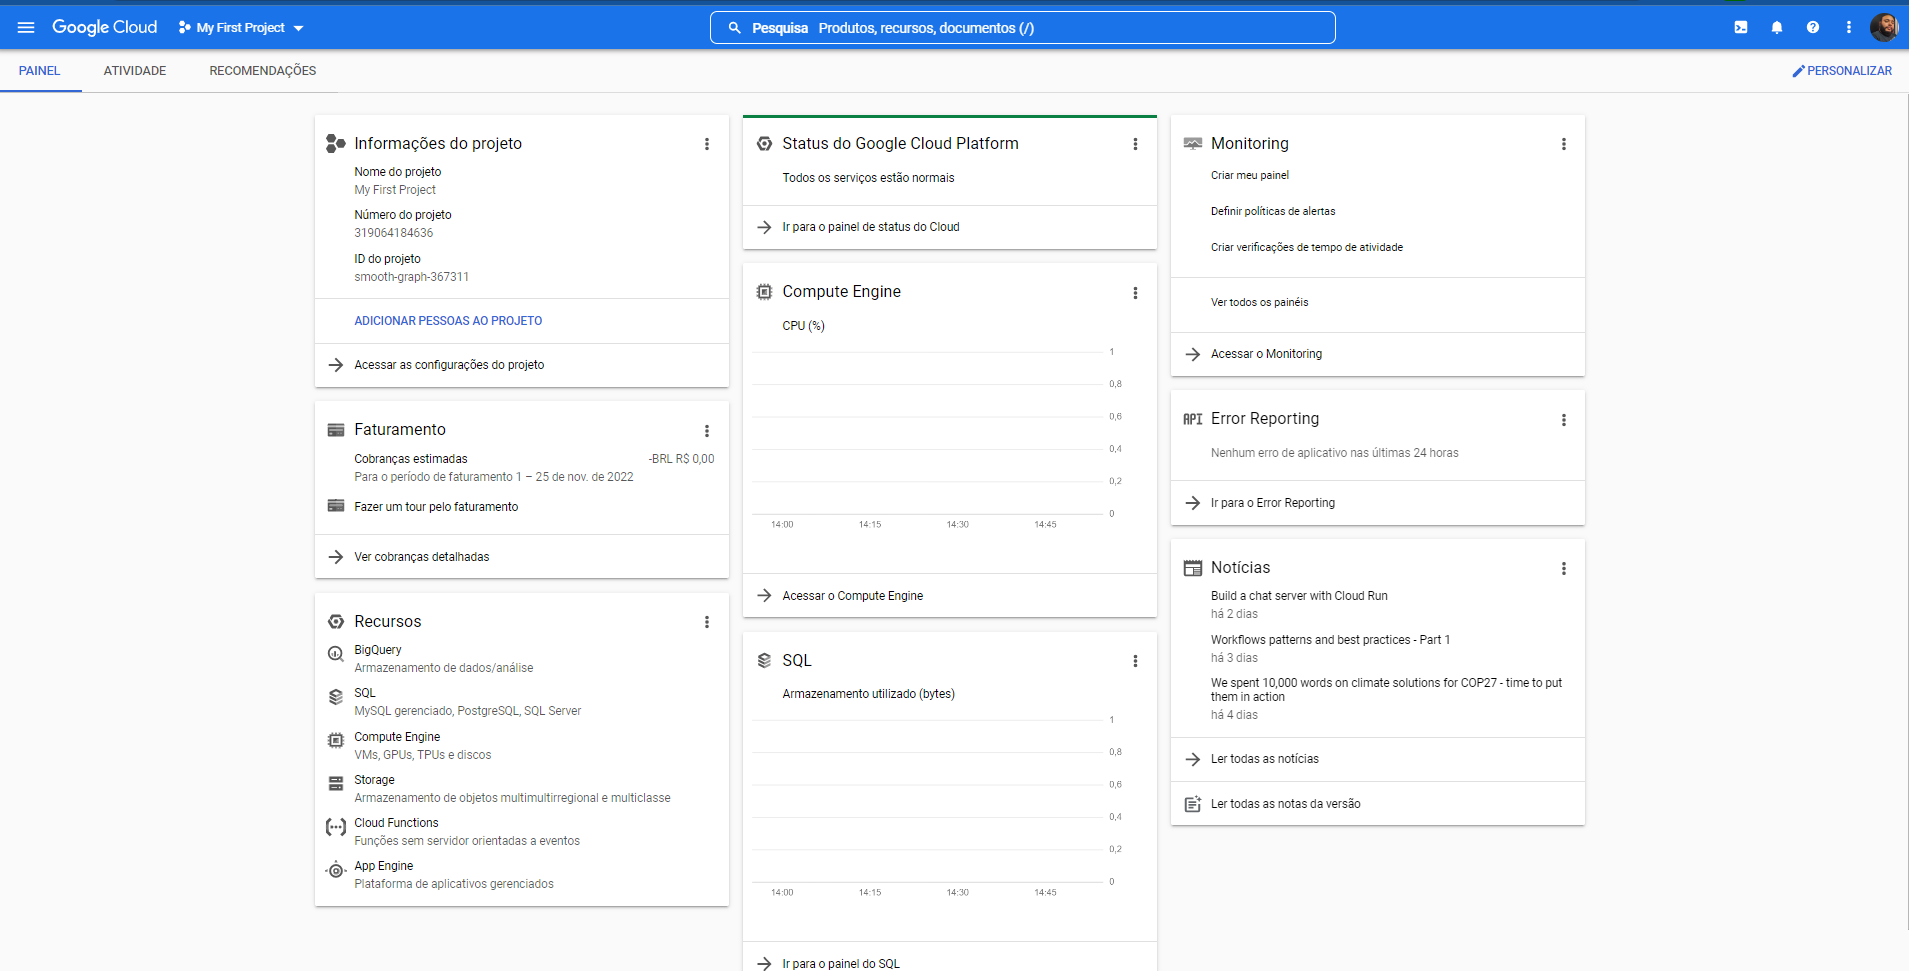 Google Cloud
My First Project
Pesquisa Produtos, recursos, documentos (/)
PAINEL
ATIVIDADE
RECOMENDAÇÕES
PERSONALIZAR
Informações do projeto
Nome do projeto
My First Project
Número do projeto
319064184636
ID do projeto
smooth-graph-367311
ADICIONAR PESSOAS AO PROJETO
Acessar as configurações do projeto
Faturamento
Cobranças estimadas -BRL R$ 0,00
Para o período de faturamento 1 – 25 de nov. de 2022
Fazer um tour pelo faturamento
Ver cobranças detalhadas
Recursos
BigQuery
Armazenamento de dados/análise
SQL
MySQL gerenciado, PostgreSQL, SQL Server
Compute Engine
VMs, GPUs, TPUs e discos
Storage
Armazenamento de objetos multimultirregional e multiclasse
Cloud Functions
Funções sem servidor orientadas a eventos
App Engine
Plataforma de aplicativos gerenciados
Status do Google Cloud Platform
Todos os serviços estão normais
Ir para o painel de status do Cloud
Compute Engine
CPU (%)
1
0,8
0,6
0,4
0,2
0
14:00 14:15 14:30 14:45
Acessar o Compute Engine
SQL
Armazenamento utilizado (bytes)
1
0,8
0,6
0,4
0,2
0
14:00 14:15 14:30 14:45
Ir para o painel do SQL
Monitoring
Criar meu painel
Definir políticas de alertas
Criar verificações de tempo de atividade
Ver todos os painéis
Acessar o Monitoring
API Error Reporting
Nenhum erro de aplicativo nas últimas 24 horas
Ir para o Error Reporting
Notícias
Build a chat server with Cloud Run
há 2 dias
Workflows patterns and best practices - Part 1
há 3 dias
We spent 10,000 words on climate solutions for COP27 - time to put
them in action
há 4 dias
Ler todas as notícias
Ler todas as notas da versão